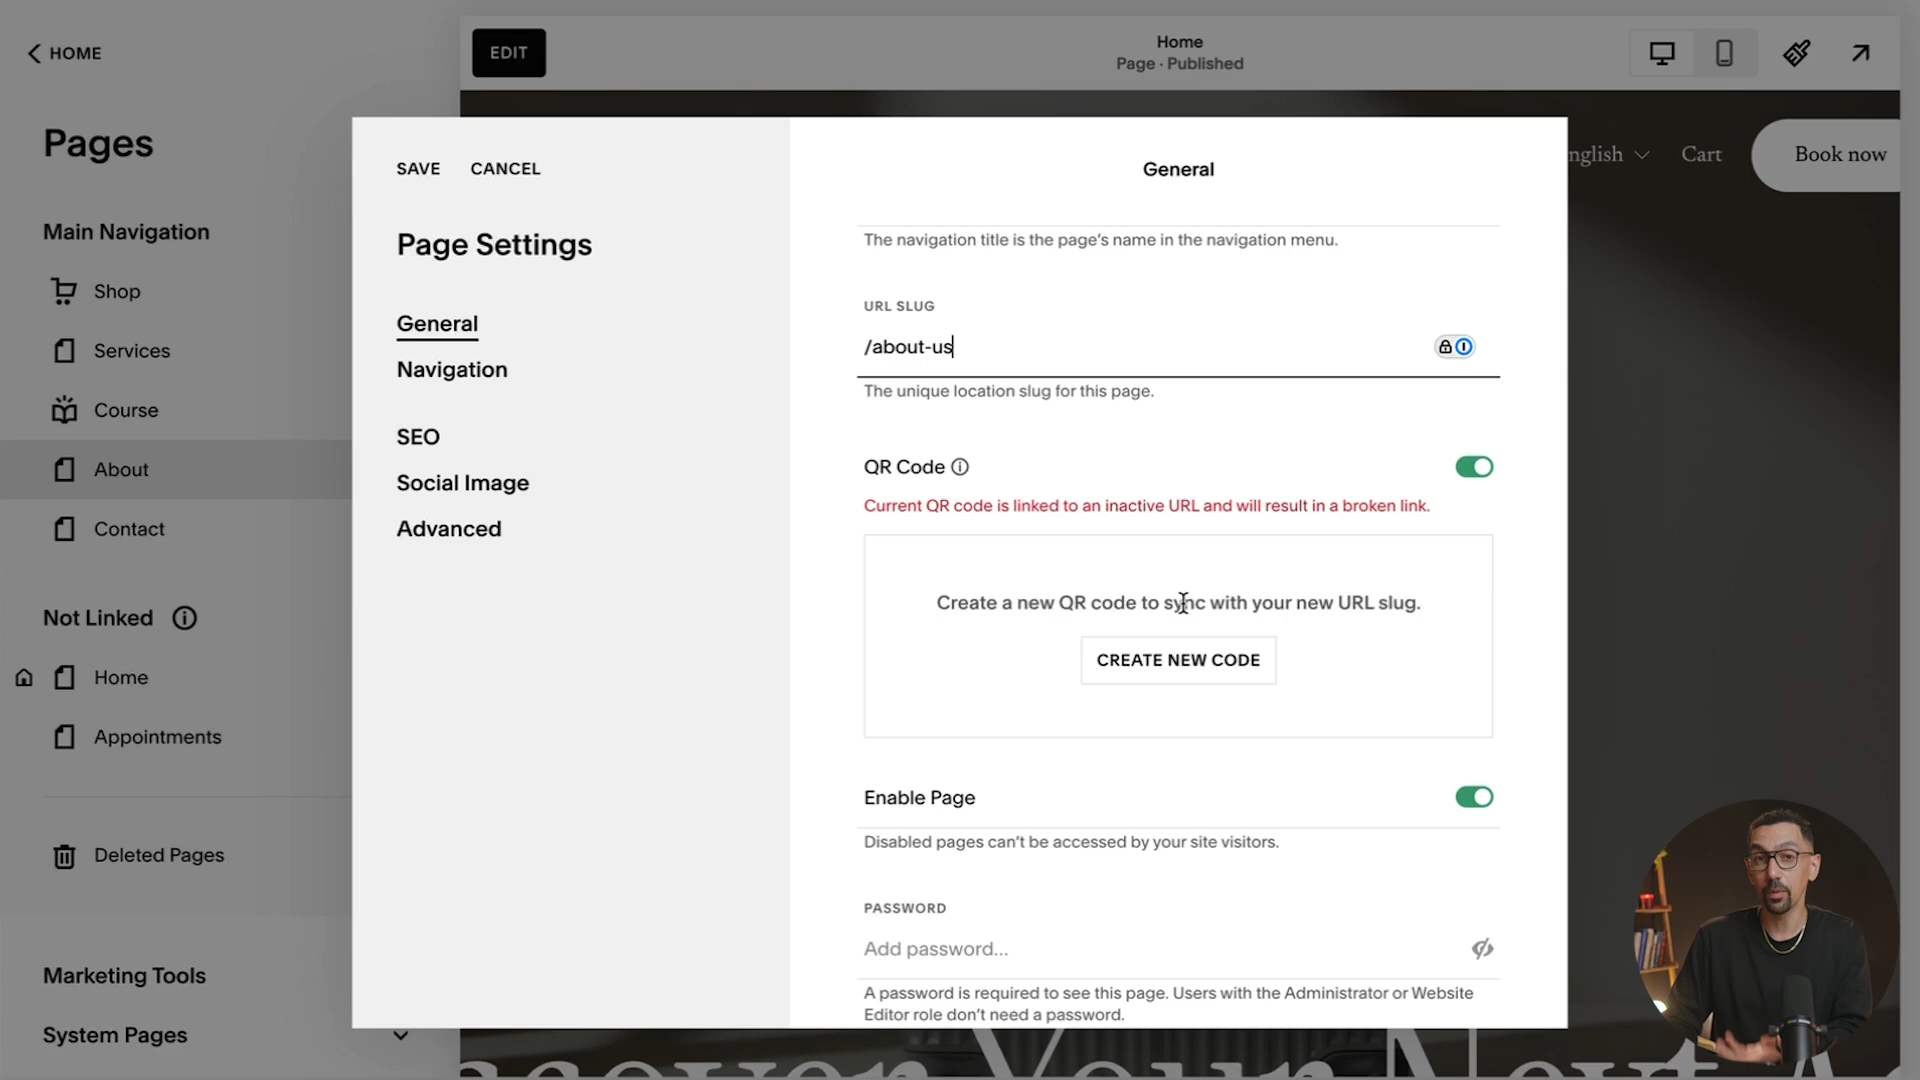 HOME
EDIT
Home
Page · Published
Pages
Main Navigation
Shop
Services
Course
About
Contact
Not Linked
Home
Appointments
Deleted Pages
Marketing Tools
System Pages
SAVE
CANCEL
Page Settings
General
Navigation
SEO
Social Image
Advanced
General
The navigation title is the page's name in the navigation menu.
URL SLUG
/about-us
The unique location slug for this page.
QR Code
Current QR code is linked to an inactive URL and will result in a broken link.
Create a new QR code to sync with your new URL slug.
CREATE NEW CODE
Enable Page
Disabled pages can't be accessed by your site visitors.
PASSWORD
Add password...
A password is required to see this page. Users with the Administrator or Website
Editor role don't need a password.
nglish
Cart
Book now
Your Next